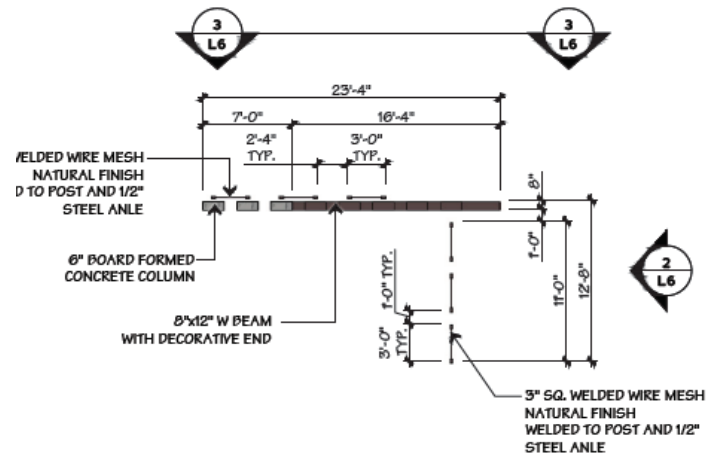 3
L6
3
L6
23'-4"
7'-0"
16'-4"
2'-4"
TYP.
3'-0"
TYP.
WELDED WIRE MESH
NATURAL FINISH
D TO POST AND 1/2"
STEEL ANLE
6" BOARD FORMED
CONCRETE COLUMN
8"x12" W BEAM
WITH DECORATIVE END
8"
1'-0"
1'-0" TYP.
3'-0"
TYP.
11'-0"
12'-8"
2
L6
3" SQ. WELDED WIRE MESH
NATURAL FINISH
WELDED TO POST AND 1/2"
STEEL ANLE